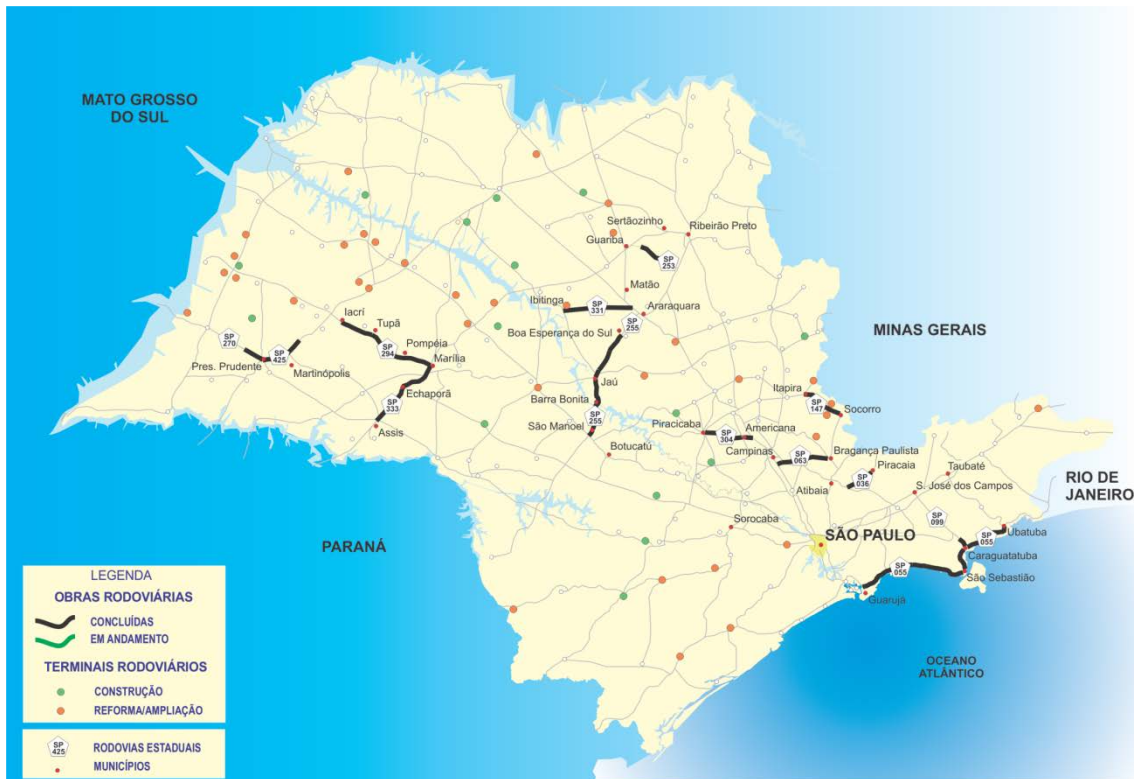 MATO GROSSO
DO SUL
Sertãozinho
Ribeirão Preto
Guariba
SP
253
Matão
Ibitinga
SP
331
Araraquara
SP
255
Boa Esperança do Sul
MINAS GERAIS
Iacrí
Tupã
SP
294
Pompéia
Marília
SP
270
SP
425
Pres. Prudente
Martinópolis
Echaporã
SP
333
Assis
Jaú
Barra Bonita
SP
255
São Manoel
Botucatú
Itapira
SP
147
Socorro
Piracicaba
SP
304
Americana
Campinas
SP
063
Bragança Paulista
Piracaia
SP
036
Atibaia
Taubaté
S. José dos Campos
RIO DE
JANEIRO
Sorocaba
SÃO PAULO
SP
099
SP
055
Ubatuba
Caraguatatuba
SP
055
São Sebastião
Guarujá
PARANÁ
OCEANO
ATLÂNTICO
LEGENDA
OBRAS RODOVIÁRIAS
CONCLUÍDAS
EM ANDAMENTO
TERMINAIS RODOVIÁRIOS
CONSTRUÇÃO
REFORMA/AMPLIAÇÃO
SP
425
RODOVIAS ESTADUAIS
MUNICÍPIOS